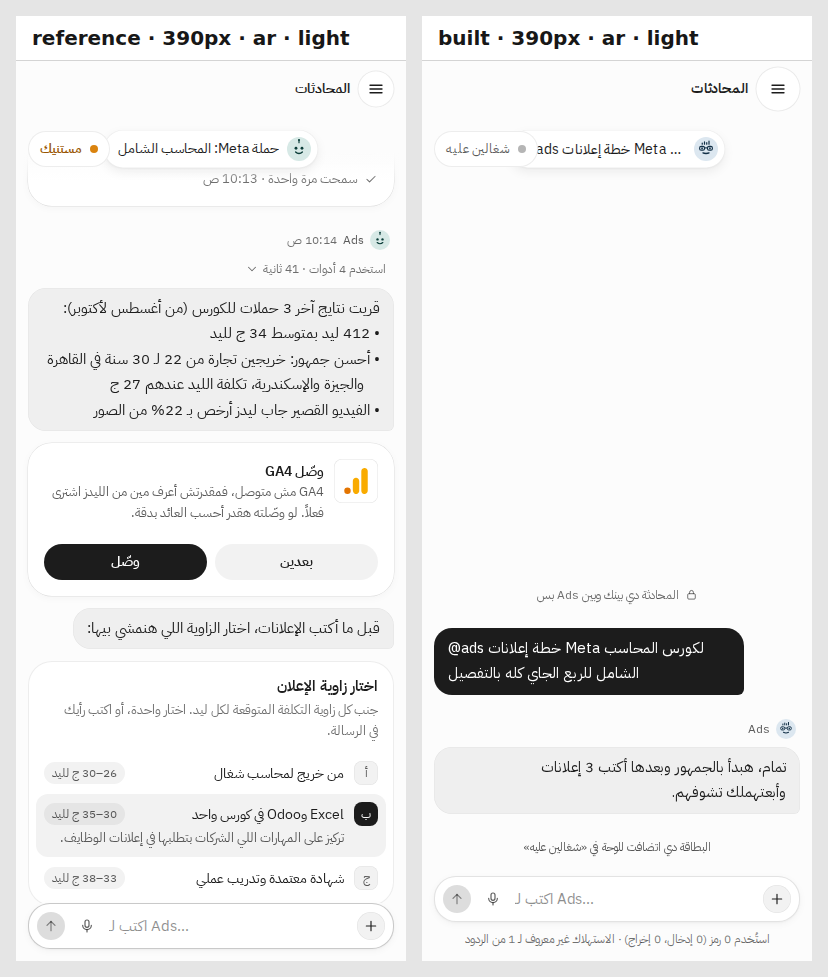 reference · 390px · ar · light
المحادثات
حملة Meta: المحاسب الشامل
مستنيك
سمحت مرة واحدة · 10:13 ص
Ads 10:14 ص
استخدم 4 أدوات · 41 ثانية
قريت نتايج آخر 3 حملات للكورس (من أغسطس لأكتوبر):
• 412 ليد بمتوسط 34 ج لليد
• أحسن جمهور: خريجين تجارة من 22 لـ 30 سنة في القاهرة
والجيزة والإسكندرية، تكلفة الليد عندهم 27 ج
• الفيديو القصير جاب ليدز أرخص بـ 22% من الصور
وصّل GA4
GA4 مش متوصل، فمقدرتش أعرف مين من الليدز اشترى
فعلاً. لو وصّلته هقدر أحسب العائد بدقة.
بعدين
وصّل
قبل ما أكتب الإعلانات، اختار الزاوية اللي هنمشي بيها:
اختار زاوية الإعلان
جنب كل زاوية التكلفة المتوقعة لكل ليد. اختار واحدة، أو اكتب رأيك
في الرسالة.
أ من خريج لمحاسب شغال 26–30 ج لليد
ب Excel وOdoo في كورس واحد 30–35 ج لليد
تركيز على المهارات اللي الشركات بتطلبها في إعلانات الوظايف.
ج شهادة معتمدة وتدريب عملي 33–38 ج لليد
اكتب لـ Ads...
built · 390px · ar · light
المحادثات
ads خطة إعلانات Meta ...
شغالين عليه
المحادثة دي بينك وبين Ads بس
@ads خطة إعلانات Meta لكورس المحاسب
الشامل للربع الجاي كله بالتفصيل
Ads
تمام، هبدأ بالجمهور وبعدها أكتب 3 إعلانات
وأبعتهملك تشوفهم.
البطاقة دي اتضافت للوحة في «شغالين عليه»
اكتب لـ Ads...
استُخدم 0 رمز (0 إدخال، 0 إخراج) · الاستهلاك غير معروف لـ 1 من الردود